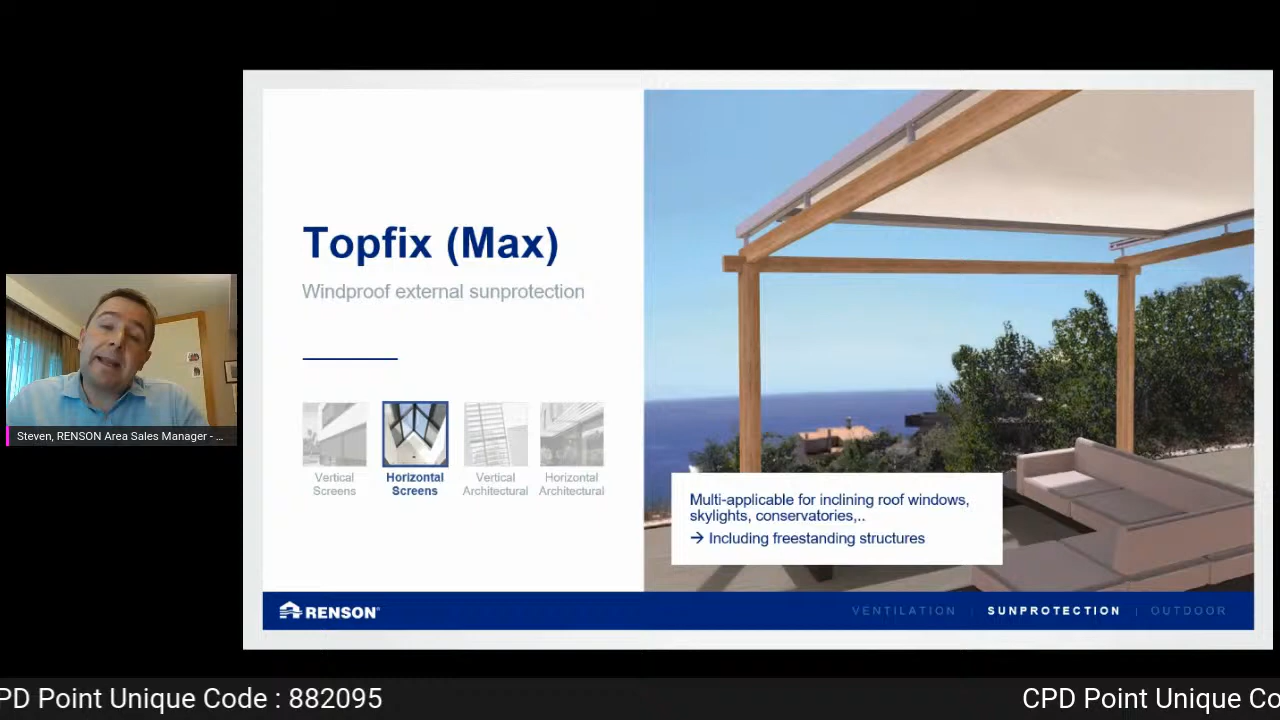 Topfix (Max)
Windproof external sunprotection
Vertical
Screens
Horizontal
Screens
Vertical
Architectural
Horizontal
Architectural
Multi-applicable for inclining roof windows,
skylights, conservatories,..
→ Including freestanding structures
RENSON®
VENTILATION | SUNPROTECTION | OUTDOOR
Steven, RENSON Area Sales Manager - ...
PD Point Unique Code : 882095
CPD Point Unique Co